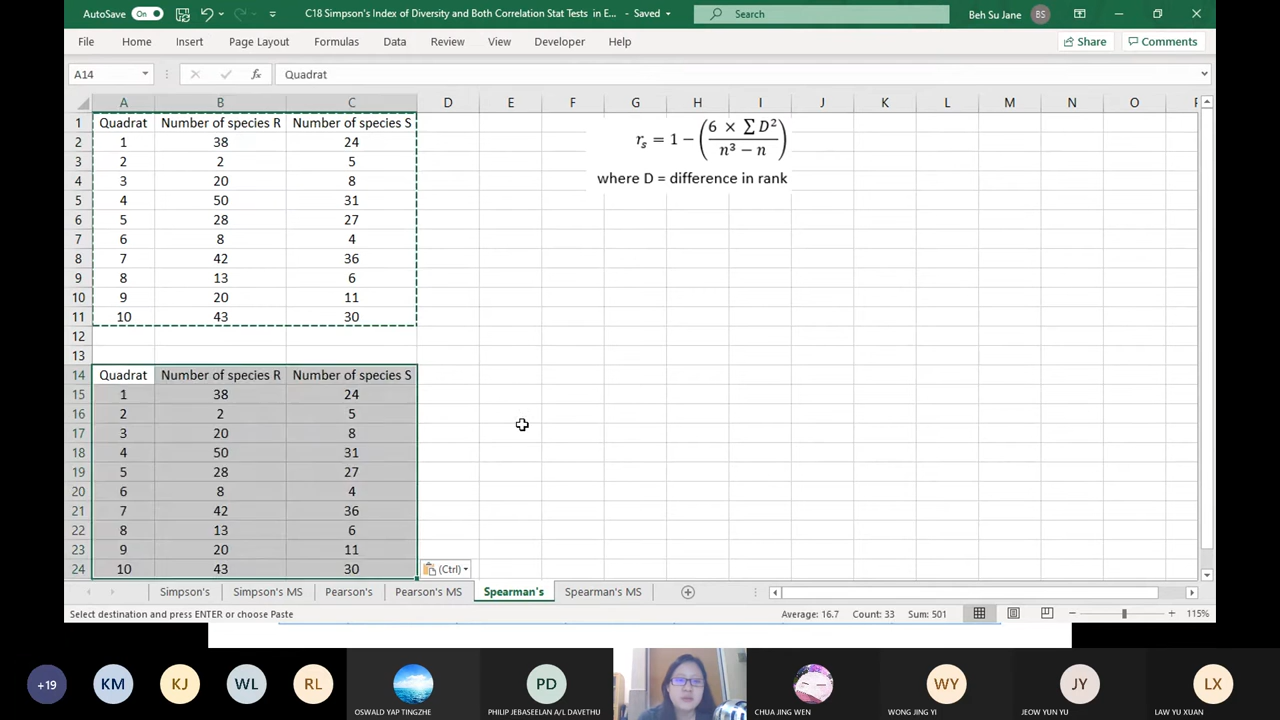 AutoSave On C18 Simpson's Index of Diversity and Both Correlation Stat Tests in E... - Saved Search Beh Su Jane BS
File Home Insert Page Layout Formulas Data Review View Developer Help Share Comments
A14 fx Quadrat
A B C D E F G H I J K L M N O
1 Quadrat Number of species R Number of species S
2 1 38 24
3 2 2 5
4 3 20 8
5 4 50 31
6 5 28 27
7 6 8 4
8 7 42 36
9 8 13 6
10 9 20 11
11 10 43 30
12
13
14 Quadrat Number of species R Number of species S
15 1 38 24
16 2 2 5
17 3 20 8
18 4 50 31
19 5 28 27
20 6 8 4
21 7 42 36
22 8 13 6
23 9 20 11
24 10 43 30
rₛ = 1 − (6 × ∑ D² / n³ − n)
where D = difference in rank
(Ctrl)
Simpson's Simpson's MS Pearson's Pearson's MS Spearman's Spearman's MS
Select destination and press ENTER or choose Paste Average: 16.7 Count: 33 Sum: 501 115%
+19 KM KJ WL RL PD WY JY LX
OSWALD YAP TINGZHE PHILIP JEBASEELAN A/L DAVETHU CHUA JING WEN WONG JING YI JEOW YUN YU LAW YU XUAN